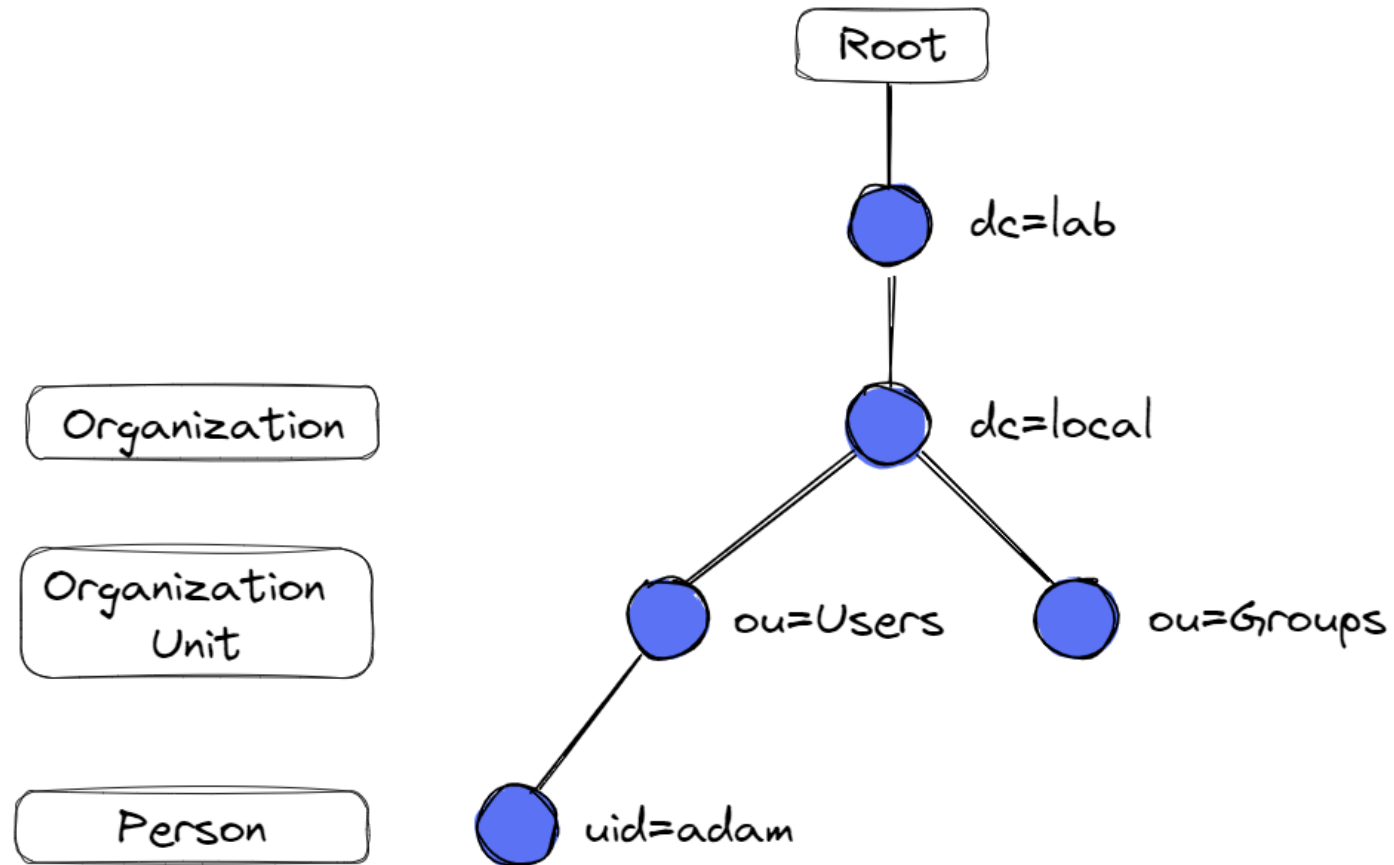 Root
dc=lab
Organization
dc=local
Organization
Unit
ou=Users
ou=Groups
Person
uid=adam